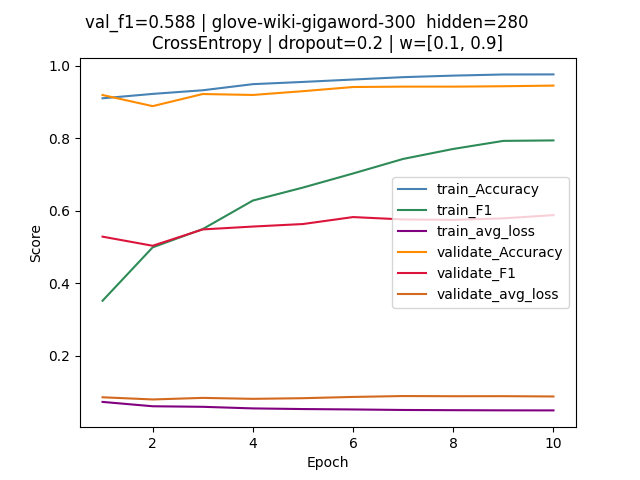 val_f1=0.588 | glove-wiki-gigaword-300  hidden=280
CrossEntropy | dropout=0.2 | w=[0.1, 0.9]
1.0
0.8
0.6
0.4
0.2
Score
train_Accuracy
train_F1
train_avg_loss
validate_Accuracy
validate_F1
validate_avg_loss
2 4 6 8 10
Epoch